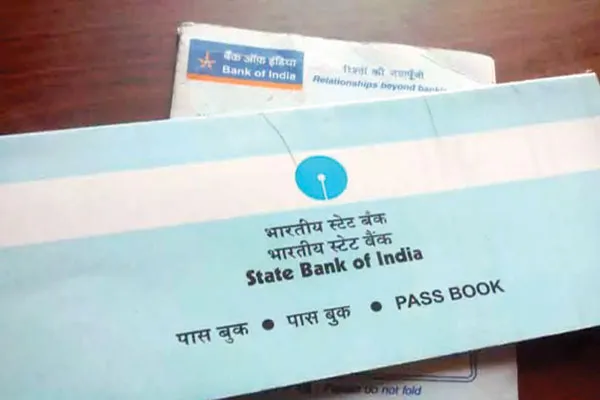 बैंक ऑफ़ इंडिया
Bank of India
रिश्तों की जमापूँजी
Relationships beyond banking
भारतीय स्टेट बँक
भारतीय स्टेट बैंक
State Bank of India
पास बुक ● पास बुक ● PASS BOOK
do not fold